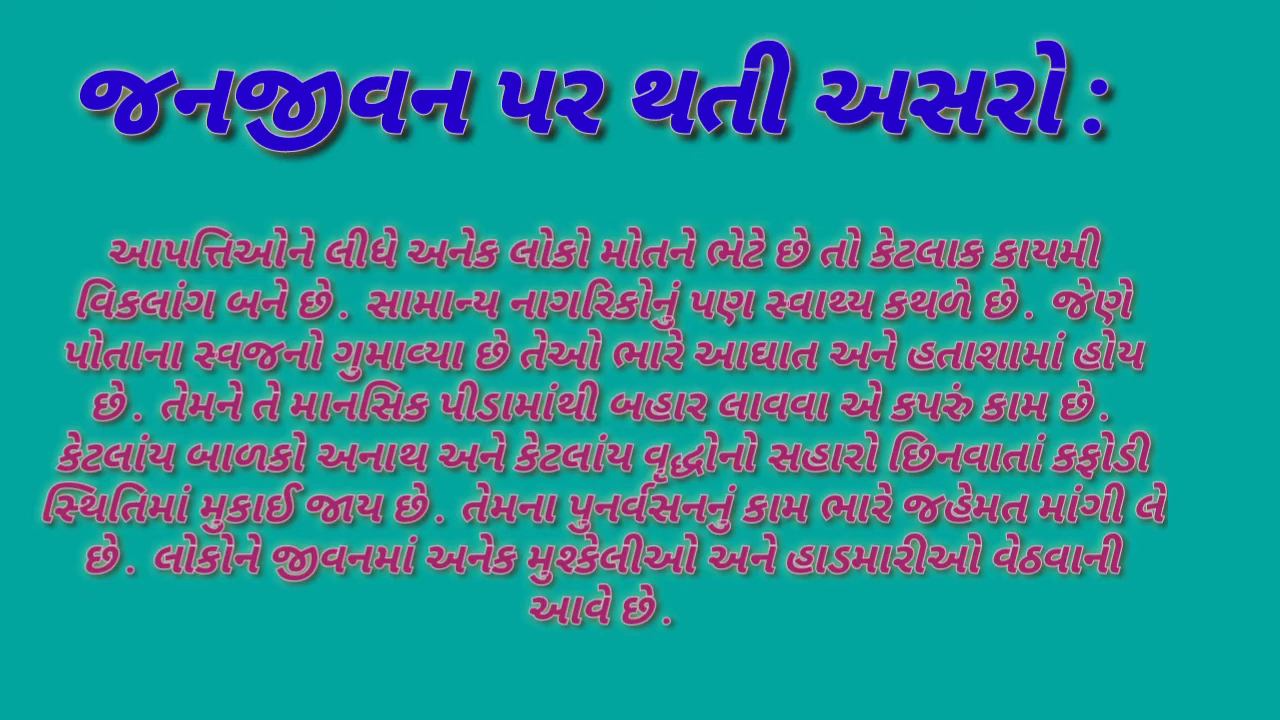 જનજીવન પર થતી અસરો :
આપત્તિઓને લીધે અનેક લોકો મોતને ભેટે છે તો કેટલાક કાયમી
વિકલાંગ બને છે. સામાન્ય નાગરિકોનું પણ સ્વાથ્ય કથળે છે. જેણે
પોતાના સ્વજનો ગુમાવ્યા છે તેઓ ભારે આઘાત અને હતાશામાં હોય
છે. તેમને તે માનસિક પીડામાંથી બહાર લાવવા એ કપરું કામ છે.
કેટલાંય બાળકો અનાથ અને કેટલાંય વૃદ્ધોનો સહારો છિનવાતાં કફોડી
સ્થિતિમાં મુકાઈ જાય છે. તેમના પુનર્વસનનું કામ ભારે જહેમત માંગી લે
છે. લોકોને જીવનમાં અનેક મુશ્કેલીઓ અને હાડમારીઓ વેઠવાની
આવે છે.